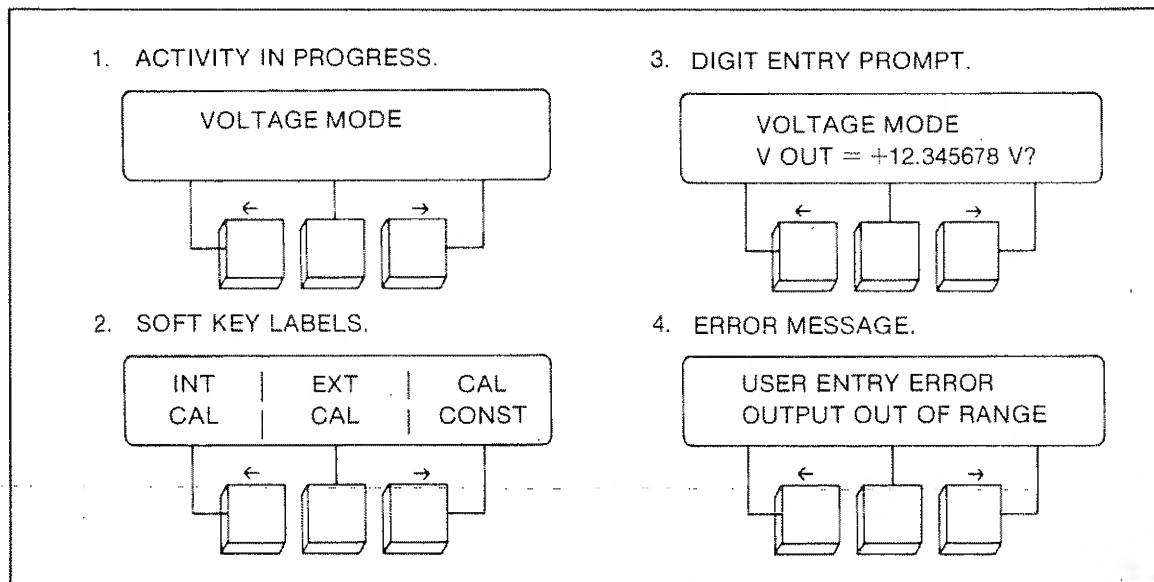 1. ACTIVITY IN PROGRESS.
VOLTAGE MODE
← →
2. SOFT KEY LABELS.
INT | EXT | CAL
CAL | CAL | CONST
← →
3. DIGIT ENTRY PROMPT.
VOLTAGE MODE
V OUT = +12.345678 V?
← →
4. ERROR MESSAGE.
USER ENTRY ERROR
OUTPUT OUT OF RANGE
← →